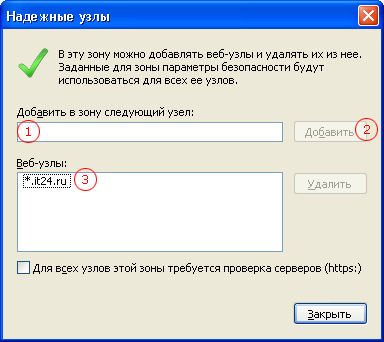 Надежные узлы
В эту зону можно добавлять веб-узлы и удалять их из нее.
Заданные для зоны параметры безопасности будут
использоваться для всех ее узлов.
Добавить в зону следующий узел:
1
Добавить 2
Веб-узлы:
*.it24.ru 3
Удалить
Для всех узлов этой зоны требуется проверка серверов (https:)
Закрыть